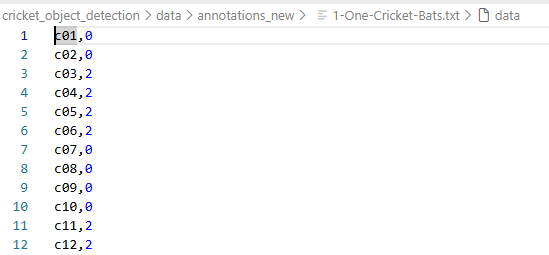 cricket_object_detection > data > annotations_new > 1-One-Cricket-Bats.txt > data
1 c01,0
2 c02,0
3 c03,2
4 c04,2
5 c05,2
6 c06,2
7 c07,0
8 c08,0
9 c09,0
10 c10,0
11 c11,2
12 c12,2